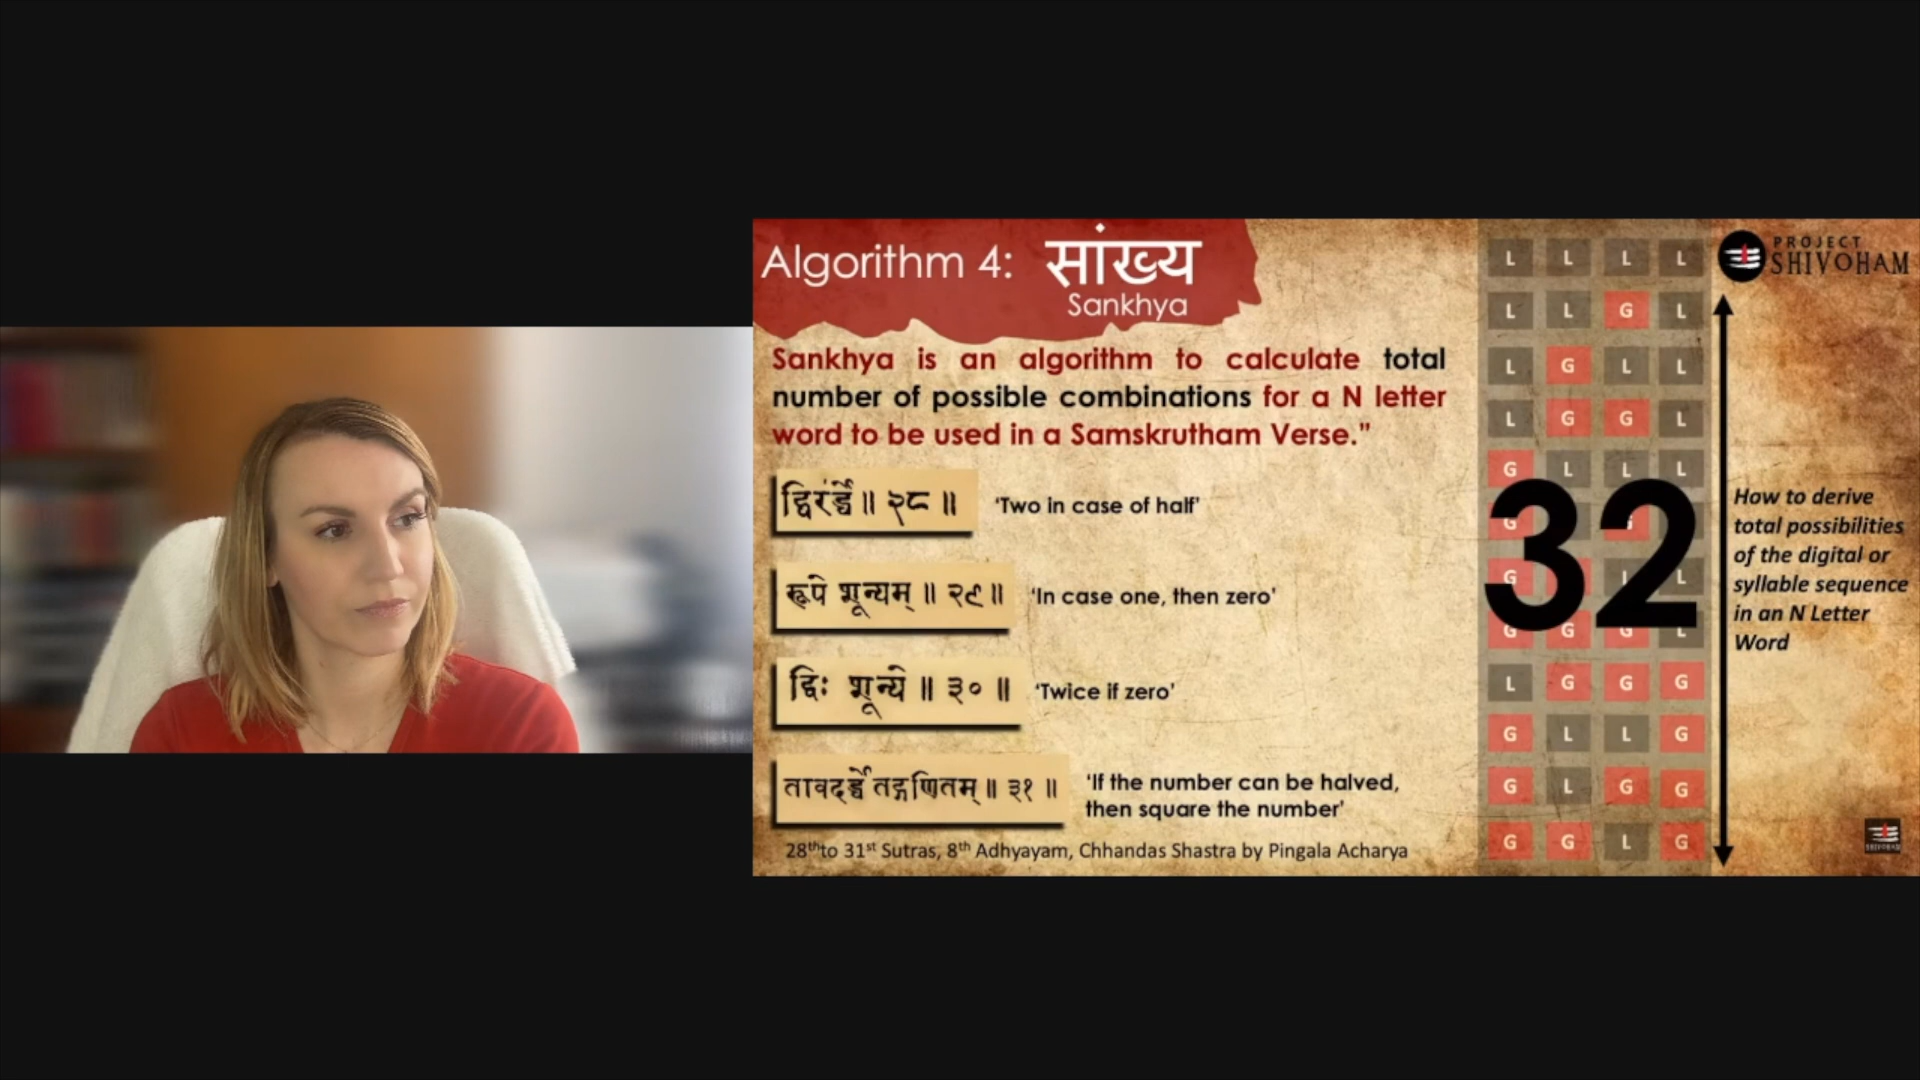 Algorithm 4: सांख्य
Sankhya
Sankhya is an algorithm to calculate total
number of possible combinations for a N letter
word to be used in a Samskrutham Verse."
द्विरर्द्धे ॥ २८ ॥ 'Two in case of half'
रूपे शून्यम् ॥ २९ ॥ 'In case one, then zero'
द्विः शून्ये ॥ ३० ॥ 'Twice if zero'
तावदर्द्धे तद्गुणितम् ॥ ३१ ॥
'If the number can be halved,
then square the number'
28th to 31st Sutras, 8th Adhyayam, Chhandas Shastra by Pingala Acharya
L L L L
L L G L
L G L L
L G G L
G L L L
G G
G L L
G G G L
L G G G
G L L G
G L G G
G G L G
32
PROJECT
SHIVOHAM
How to derive
total possibilities
of the digital or
syllable sequence
in an N Letter
Word
SHIVOHAM